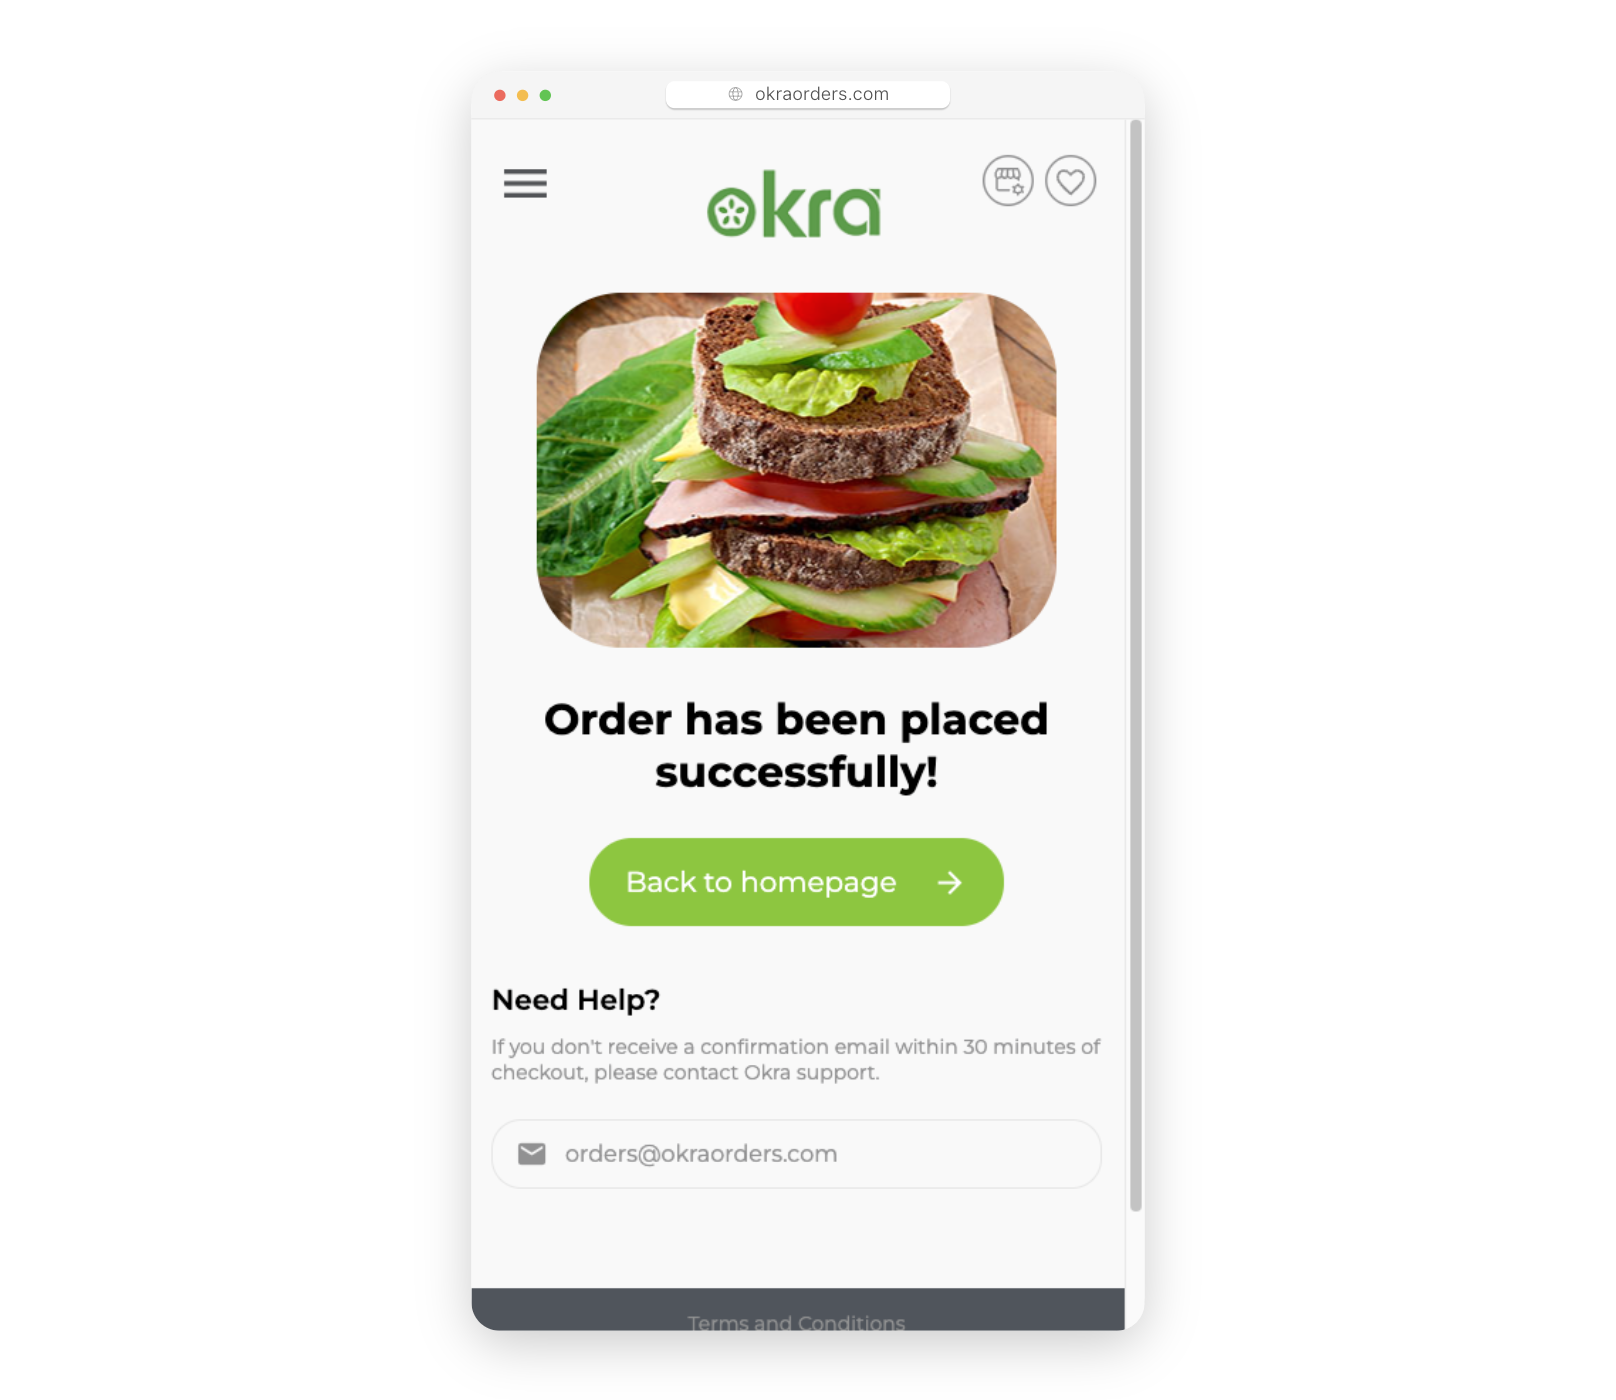 okraorders.com
okra
Order has been placed
successfully!
Back to homepage
Need Help?
If you don't receive a confirmation email within 30 minutes of
checkout, please contact Okra support.
orders@okraorders.com
Terms and Conditions